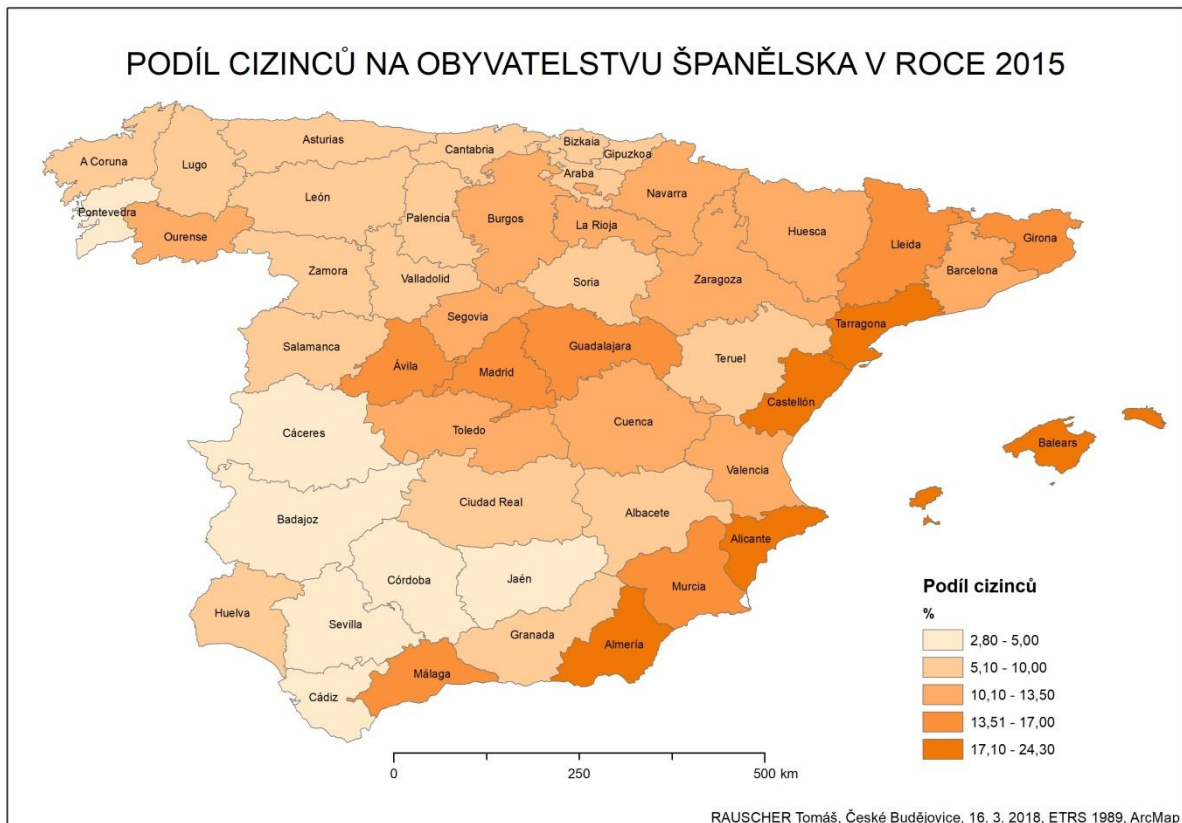 PODÍL CIZINCŮ NA OBYVATELSTVU ŠPANĚLSKA V ROCE 2015
A Coruna
Lugo
Asturias
Cantabria
Bizkaia
Gipuzkoa
Araba
Navarra
Pontevedra
Ourense
León
Palencia
Burgos
La Rioja
Huesca
Lleida
Girona
Barcelona
Zamora
Valladolid
Soria
Zaragoza
Tarragona
Segovia
Salamanca
Ávila
Madrid
Guadalajara
Teruel
Castellón
Cáceres
Toledo
Cuenca
Valencia
Balears
Badajoz
Ciudad Real
Albacete
Alicante
Córdoba
Jaén
Murcia
Huelva
Sevilla
Granada
Almería
Málaga
Cádiz
Podíl cizinců
%
2,80 - 5,00
5,10 - 10,00
10,10 - 13,50
13,51 - 17,00
17,10 - 24,30
0 250 500 km
RAUSCHER Tomáš, České Budějovice, 16. 3. 2018, ETRS 1989, ArcMap